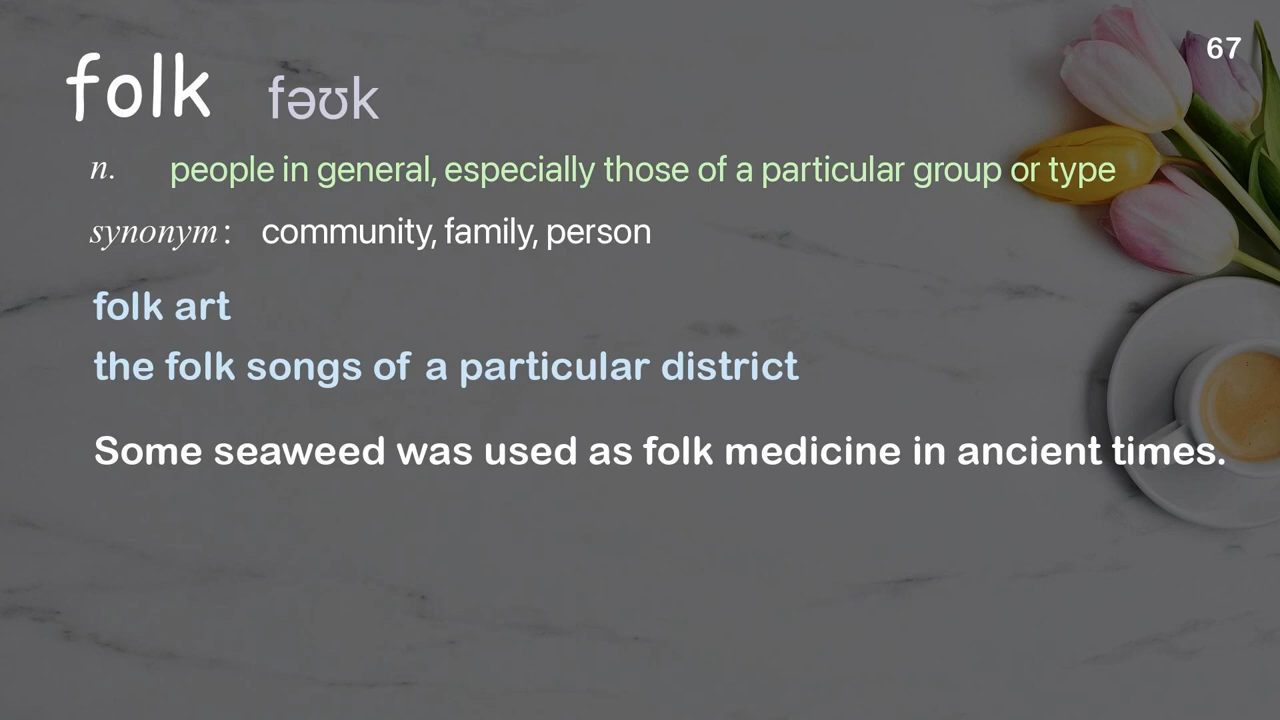 67
folk fəʊk
n. people in general, especially those of a particular group or type
synonym: community, family, person
folk art
the folk songs of a particular district
Some seaweed was used as folk medicine in ancient times.